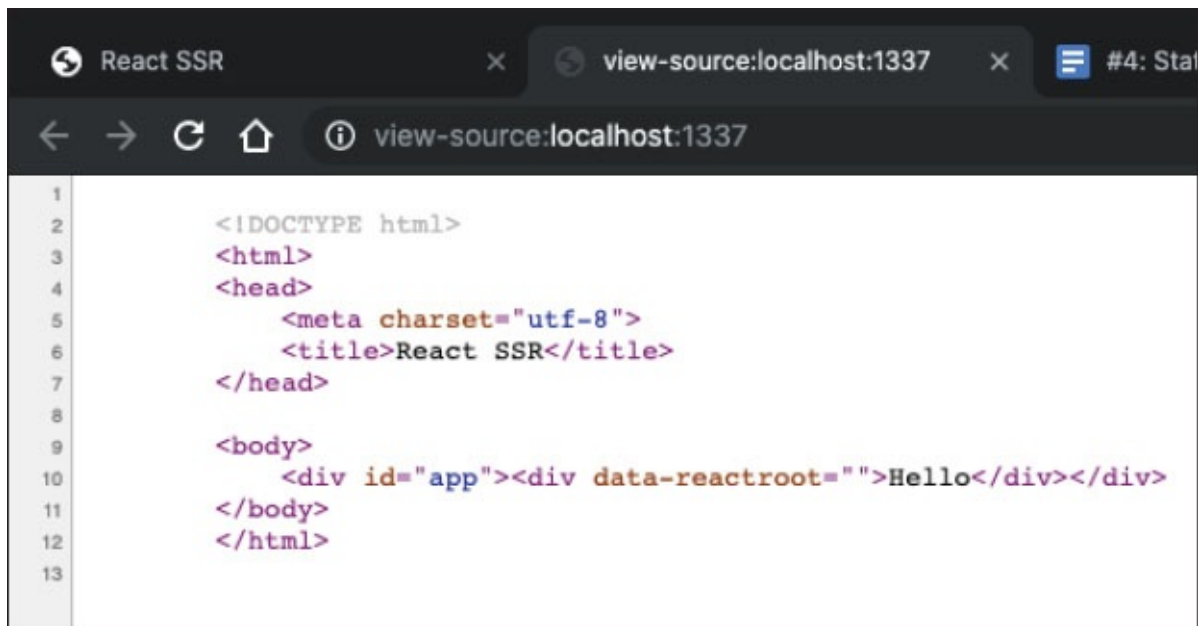 React SSR × view-source:localhost:1337 × #4: Stat
view-source:localhost:1337
1
2 <!DOCTYPE html>
3 <html>
4 <head>
5 <meta charset="utf-8">
6 <title>React SSR</title>
7 </head>
8
9 <body>
10 <div id="app"><div data-reactroot="">Hello</div></div>
11 </body>
12 </html>
13